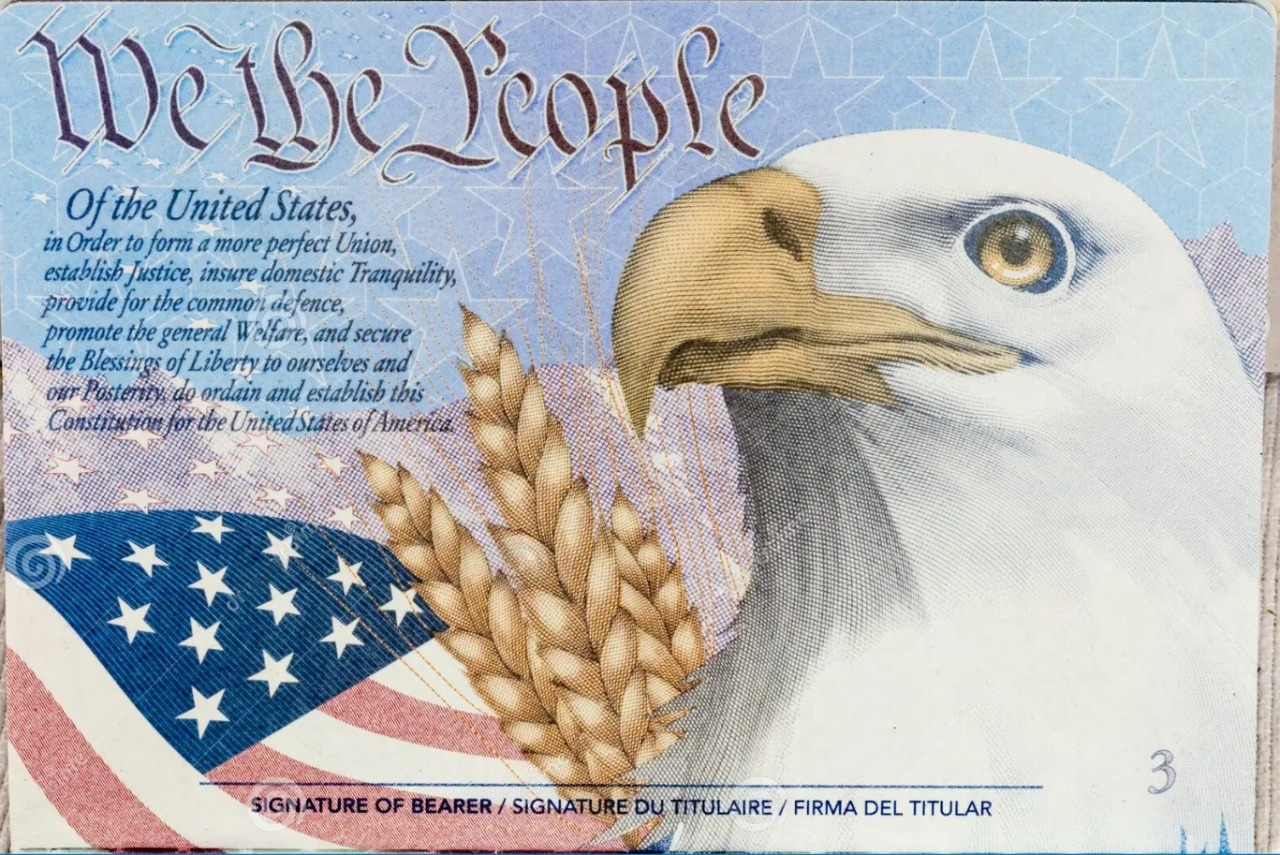 We the People
Of the United States,
in Order to form a more perfect Union,
establish Justice, insure domestic Tranquility,
provide for the common defence,
promote the general Welfare, and secure
the Blessings of Liberty to ourselves and
our Posterity, do ordain and establish this
Constitution for the United States of America.
SIGNATURE OF BEARER / SIGNATURE DU TITULAIRE / FIRMA DEL TITULAR
3